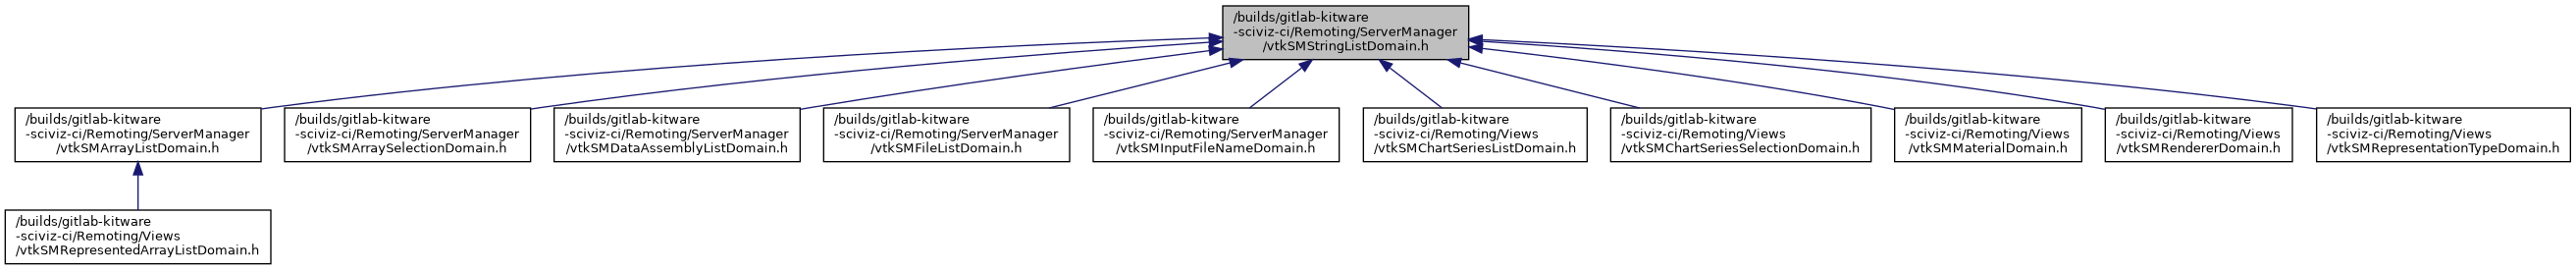 /builds/gitlab-kitware
-sciviz-ci/Remoting/ServerManager
/vtkSMStringListDomain.h
/builds/gitlab-kitware
-sciviz-ci/Remoting/ServerManager
/vtkSMArrayListDomain.h
/builds/gitlab-kitware
-sciviz-ci/Remoting/ServerManager
/vtkSMArraySelectionDomain.h
/builds/gitlab-kitware
-sciviz-ci/Remoting/ServerManager
/vtkSMDataAssemblyListDomain.h
/builds/gitlab-kitware
-sciviz-ci/Remoting/ServerManager
/vtkSMFileListDomain.h
/builds/gitlab-kitware
-sciviz-ci/Remoting/ServerManager
/vtkSMInputFileNameDomain.h
/builds/gitlab-kitware
-sciviz-ci/Remoting/Views
/vtkSMChartSeriesListDomain.h
/builds/gitlab-kitware
-sciviz-ci/Remoting/Views
/vtkSMChartSeriesSelectionDomain.h
/builds/gitlab-kitware
-sciviz-ci/Remoting/Views
/vtkSMMaterialDomain.h
/builds/gitlab-kitware
-sciviz-ci/Remoting/Views
/vtkSMRendererDomain.h
/builds/gitlab-kitware
-sciviz-ci/Remoting/Views
/vtkSMRepresentationTypeDomain.h
/builds/gitlab-kitware
-sciviz-ci/Remoting/Views
/vtkSMRepresentedArrayListDomain.h